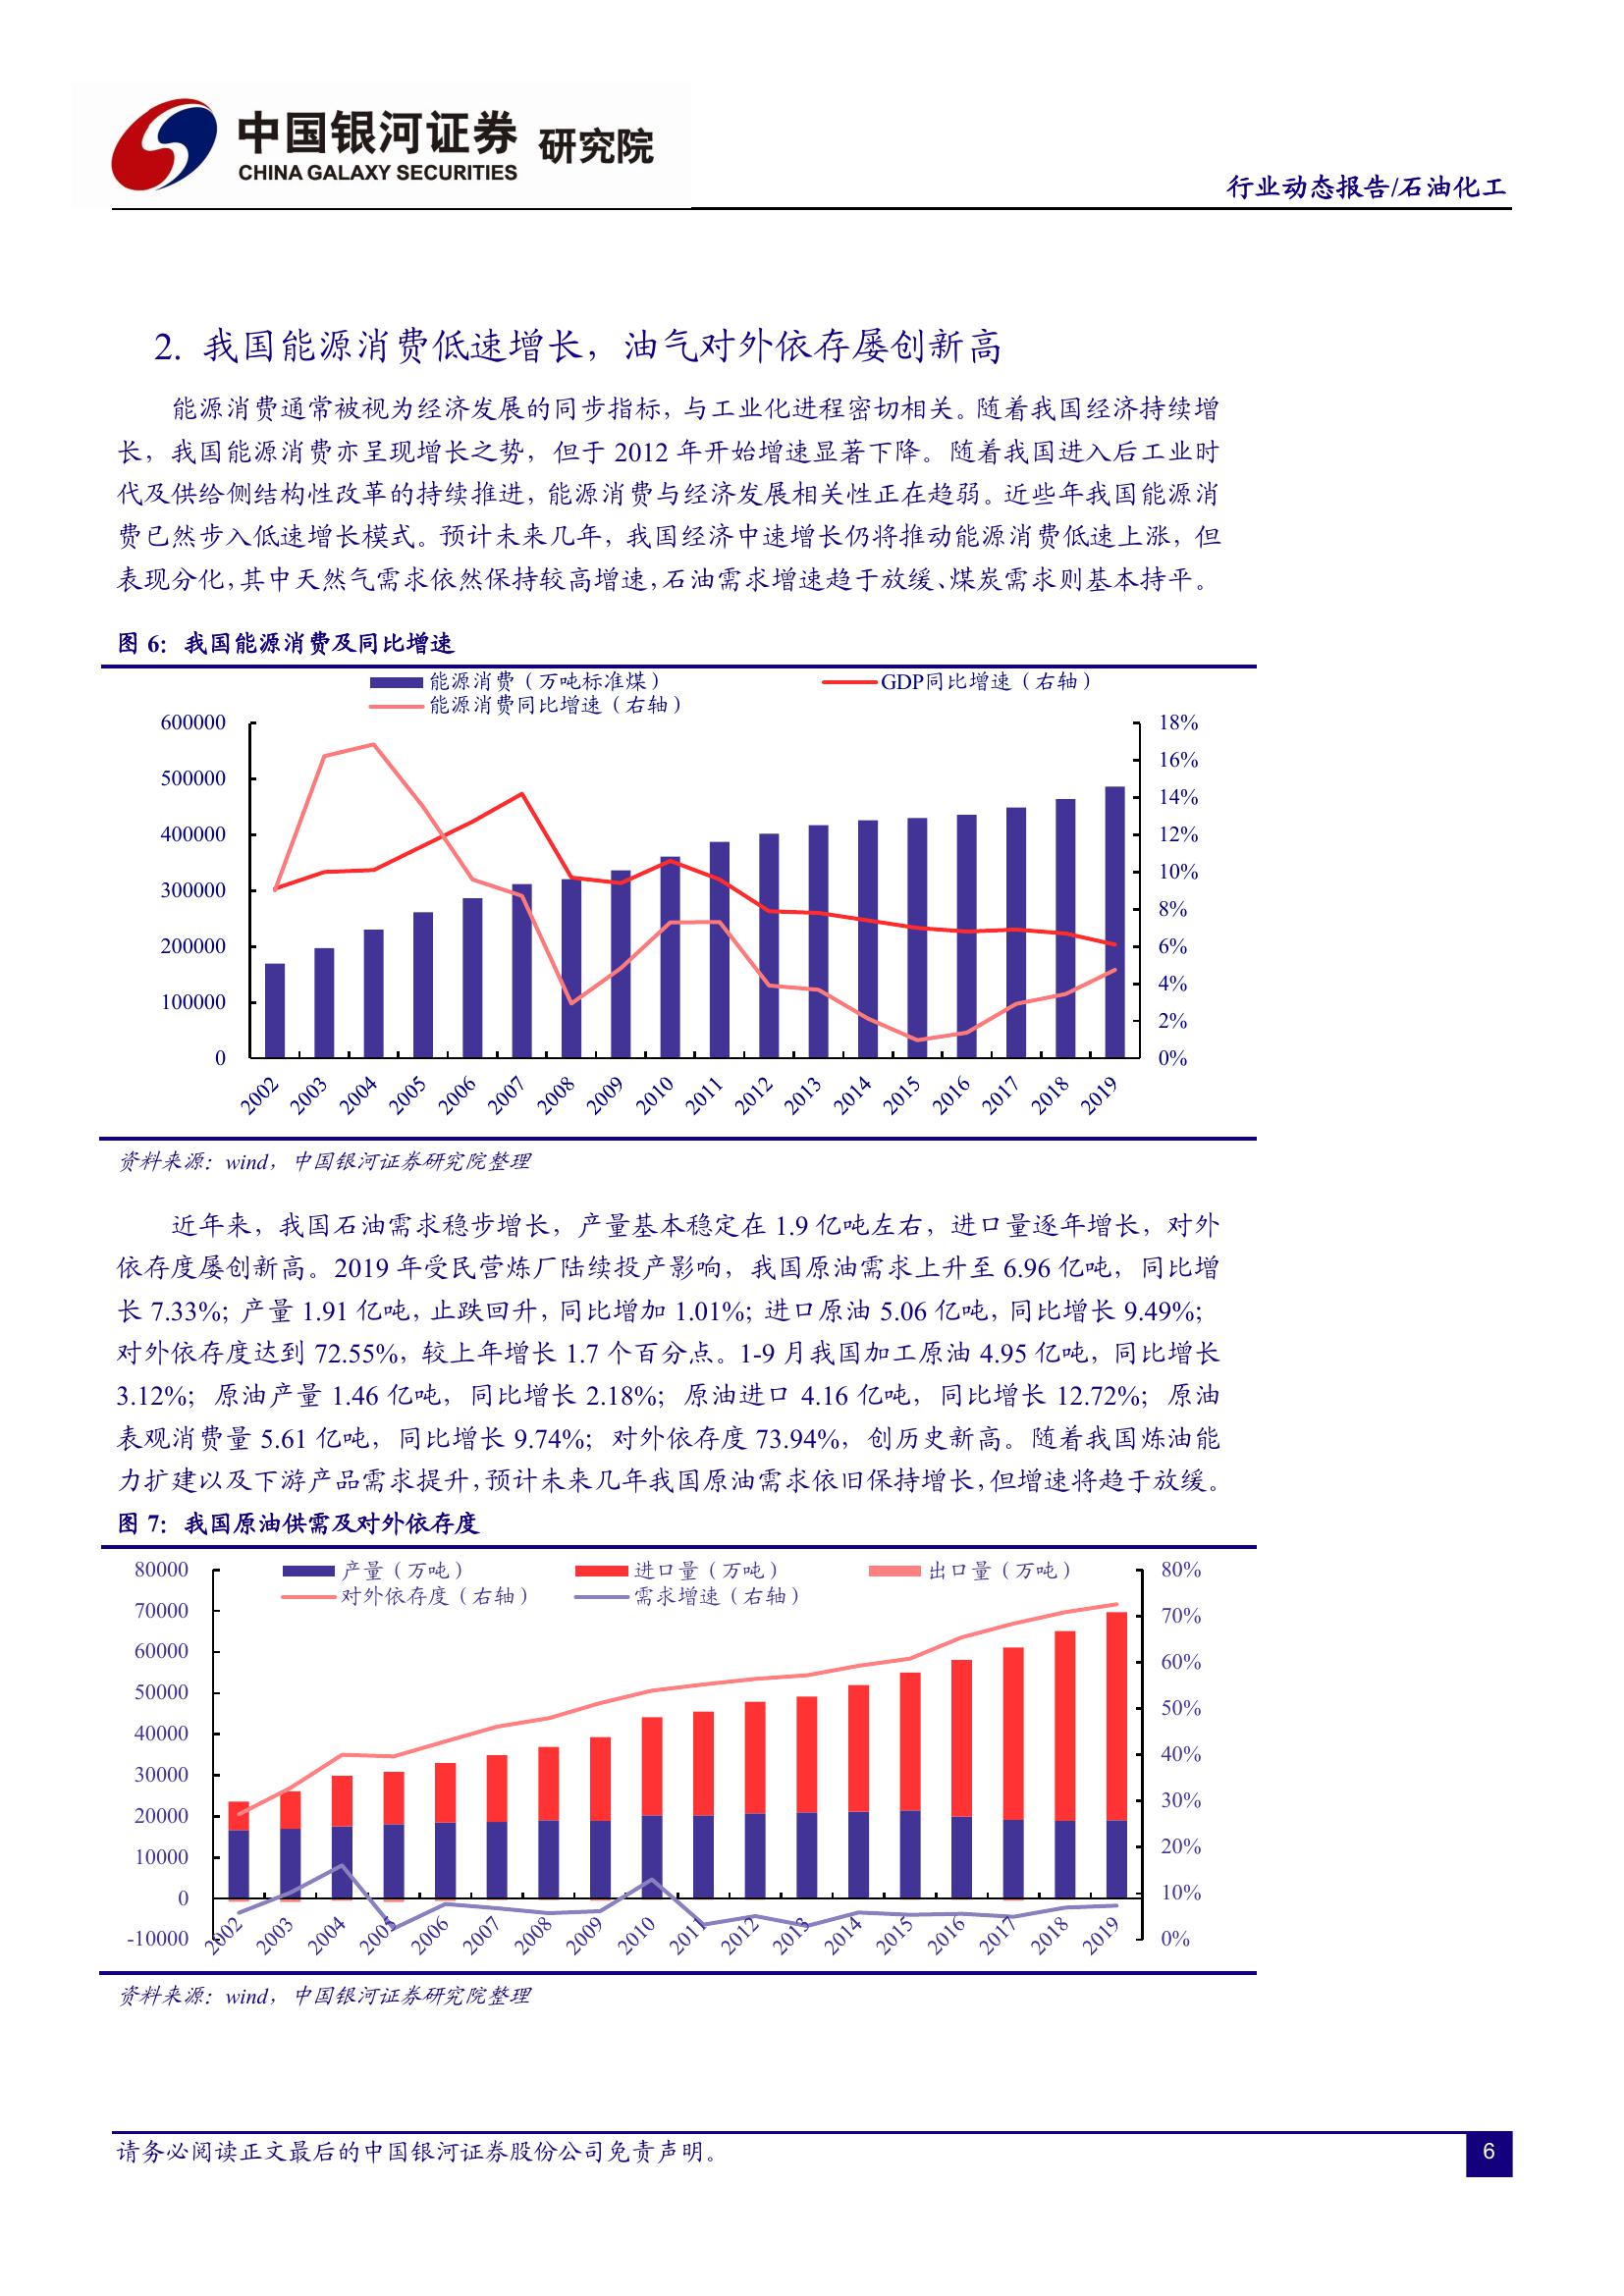 中国银河证券 研究院
CHINA GALAXY SECURITIES
行业动态报告/石油化工
2. 我国能源消费低速增长，油气对外依存屡创新高
能源消费通常被视为经济发展的同步指标，与工业化进程密切相关。随着我国经济持续增
长，我国能源消费亦呈现增长之势，但于 2012 年开始增速显著下降。随着我国进入后工业时
代及供给侧结构性改革的持续推进，能源消费与经济发展相关性正在趋弱。近些年我国能源消
费已然步入低速增长模式。预计未来几年，我国经济中速增长仍将推动能源消费低速上涨，但
表现分化，其中天然气需求依然保持较高增速，石油需求增速趋于放缓、煤炭需求则基本持平。
图 6：我国能源消费及同比增速
能源消费（万吨标准煤） GDP同比增速（右轴）
能源消费同比增速（右轴）
600000 18%
16%
500000
14%
400000 12%
10%
300000
8%
200000 6%
4%
100000
2%
0 0%
2002 2003 2004 2005 2006 2007 2008 2009 2010 2011 2012 2013 2014 2015 2016 2017 2018 2019
资料来源：wind，中国银河证券研究院整理
近年来，我国石油需求稳步增长，产量基本稳定在 1.9 亿吨左右，进口量逐年增长，对外
依存度屡创新高。2019 年受民营炼厂陆续投产影响，我国原油需求上升至 6.96 亿吨，同比增
长 7.33%；产量 1.91 亿吨，止跌回升，同比增加 1.01%；进口原油 5.06 亿吨，同比增长 9.49%；
对外依存度达到 72.55%，较上年增长 1.7 个百分点。1-9 月我国加工原油 4.95 亿吨，同比增长
3.12%；原油产量 1.46 亿吨，同比增长 2.18%；原油进口 4.16 亿吨，同比增长 12.72%；原油
表观消费量 5.61 亿吨，同比增长 9.74%；对外依存度 73.94%，创历史新高。随着我国炼油能
力扩建以及下游产品需求提升，预计未来几年我国原油需求依旧保持增长，但增速将趋于放缓。
图 7：我国原油供需及对外依存度
80000 产量（万吨） 进口量（万吨） 出口量（万吨） 80%
对外依存度（右轴） 需求增速（右轴）
70000 70%
60000 60%
50000 50%
40000 40%
30000 30%
20000 20%
10000
0 10%
-10000 0%
2002 2003 2004 2005 2006 2007 2008 2009 2010 2011 2012 2013 2014 2015 2016 2017 2018 2019
资料来源：wind，中国银河证券研究院整理
请务必阅读正文最后的中国银河证券股份公司免责声明。
6